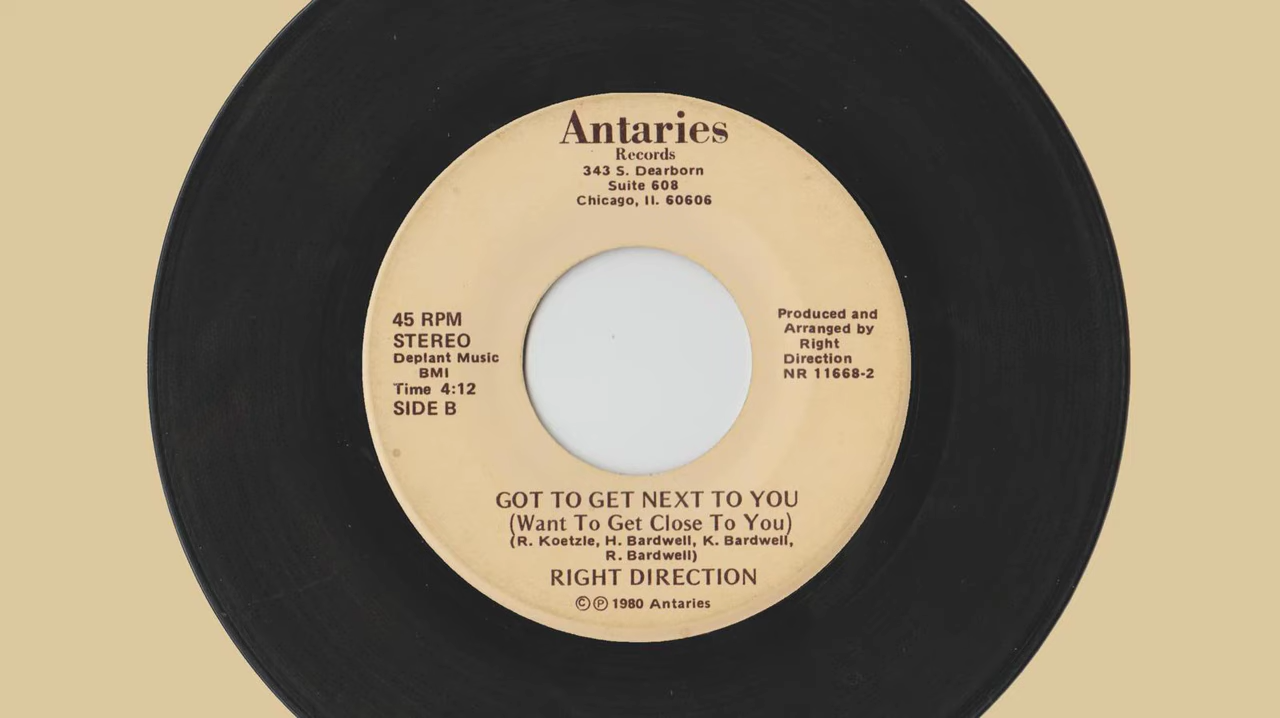 Antaries
Records
343 S. Dearborn
Suite 608
Chicago, Il. 60606
45 RPM
STEREO
Deplant Music
BMI
Time 4:12
SIDE B
Produced and
Arranged by
Right
Direction
NR 11668-2
GOT TO GET NEXT TO YOU
(Want To Get Close To You)
(R. Koetzle, H. Bardwell, K. Bardwell,
R. Bardwell)
RIGHT DIRECTION
©℗ 1980 Antaries